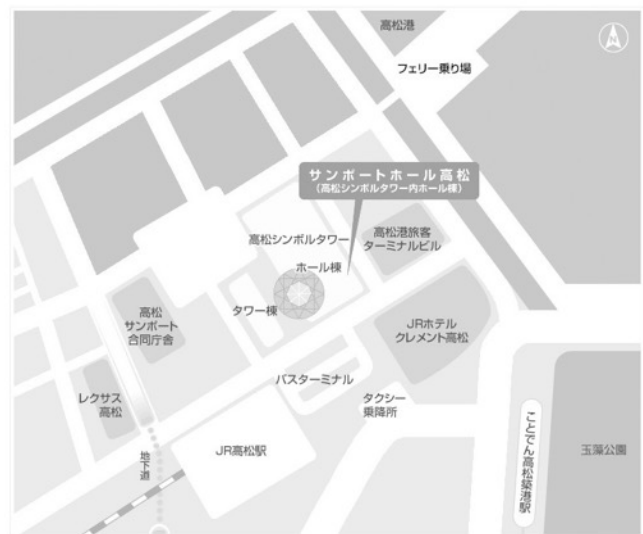 高松港
フェリー乗り場
N
サンポートホール高松
(高松シンボルタワー内ホール棟)
高松シンボルタワー
高松港旅客
ターミナルビル
ホール棟
タワー棟
高松
サンポート
合同庁舎
JRホテル
クレメント高松
バスターミナル
タクシー
乗降所
レクサス
高松
地下道
JR高松駅
ことでん高松築港駅
玉藻公園